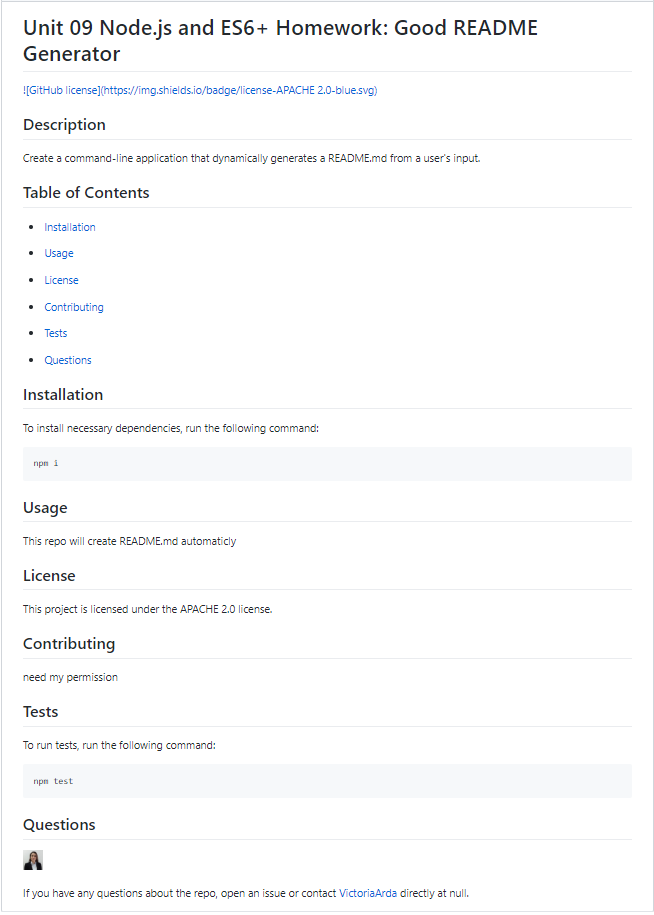 Unit 09 Node.js and ES6+ Homework: Good README
Generator
![GitHub license](https://img.shields.io/badge/license-APACHE 2.0-blue.svg)
Description
Create a command-line application that dynamically generates a README.md from a user's input.
Table of Contents
Installation
Usage
License
Contributing
Tests
Questions
Installation
To install necessary dependencies, run the following command:
npm i
Usage
This repo will create README.md automaticly
License
This project is licensed under the APACHE 2.0 license.
Contributing
need my permission
Tests
To run tests, run the following command:
npm test
Questions
If you have any questions about the repo, open an issue or contact VictoriaArda directly at null.